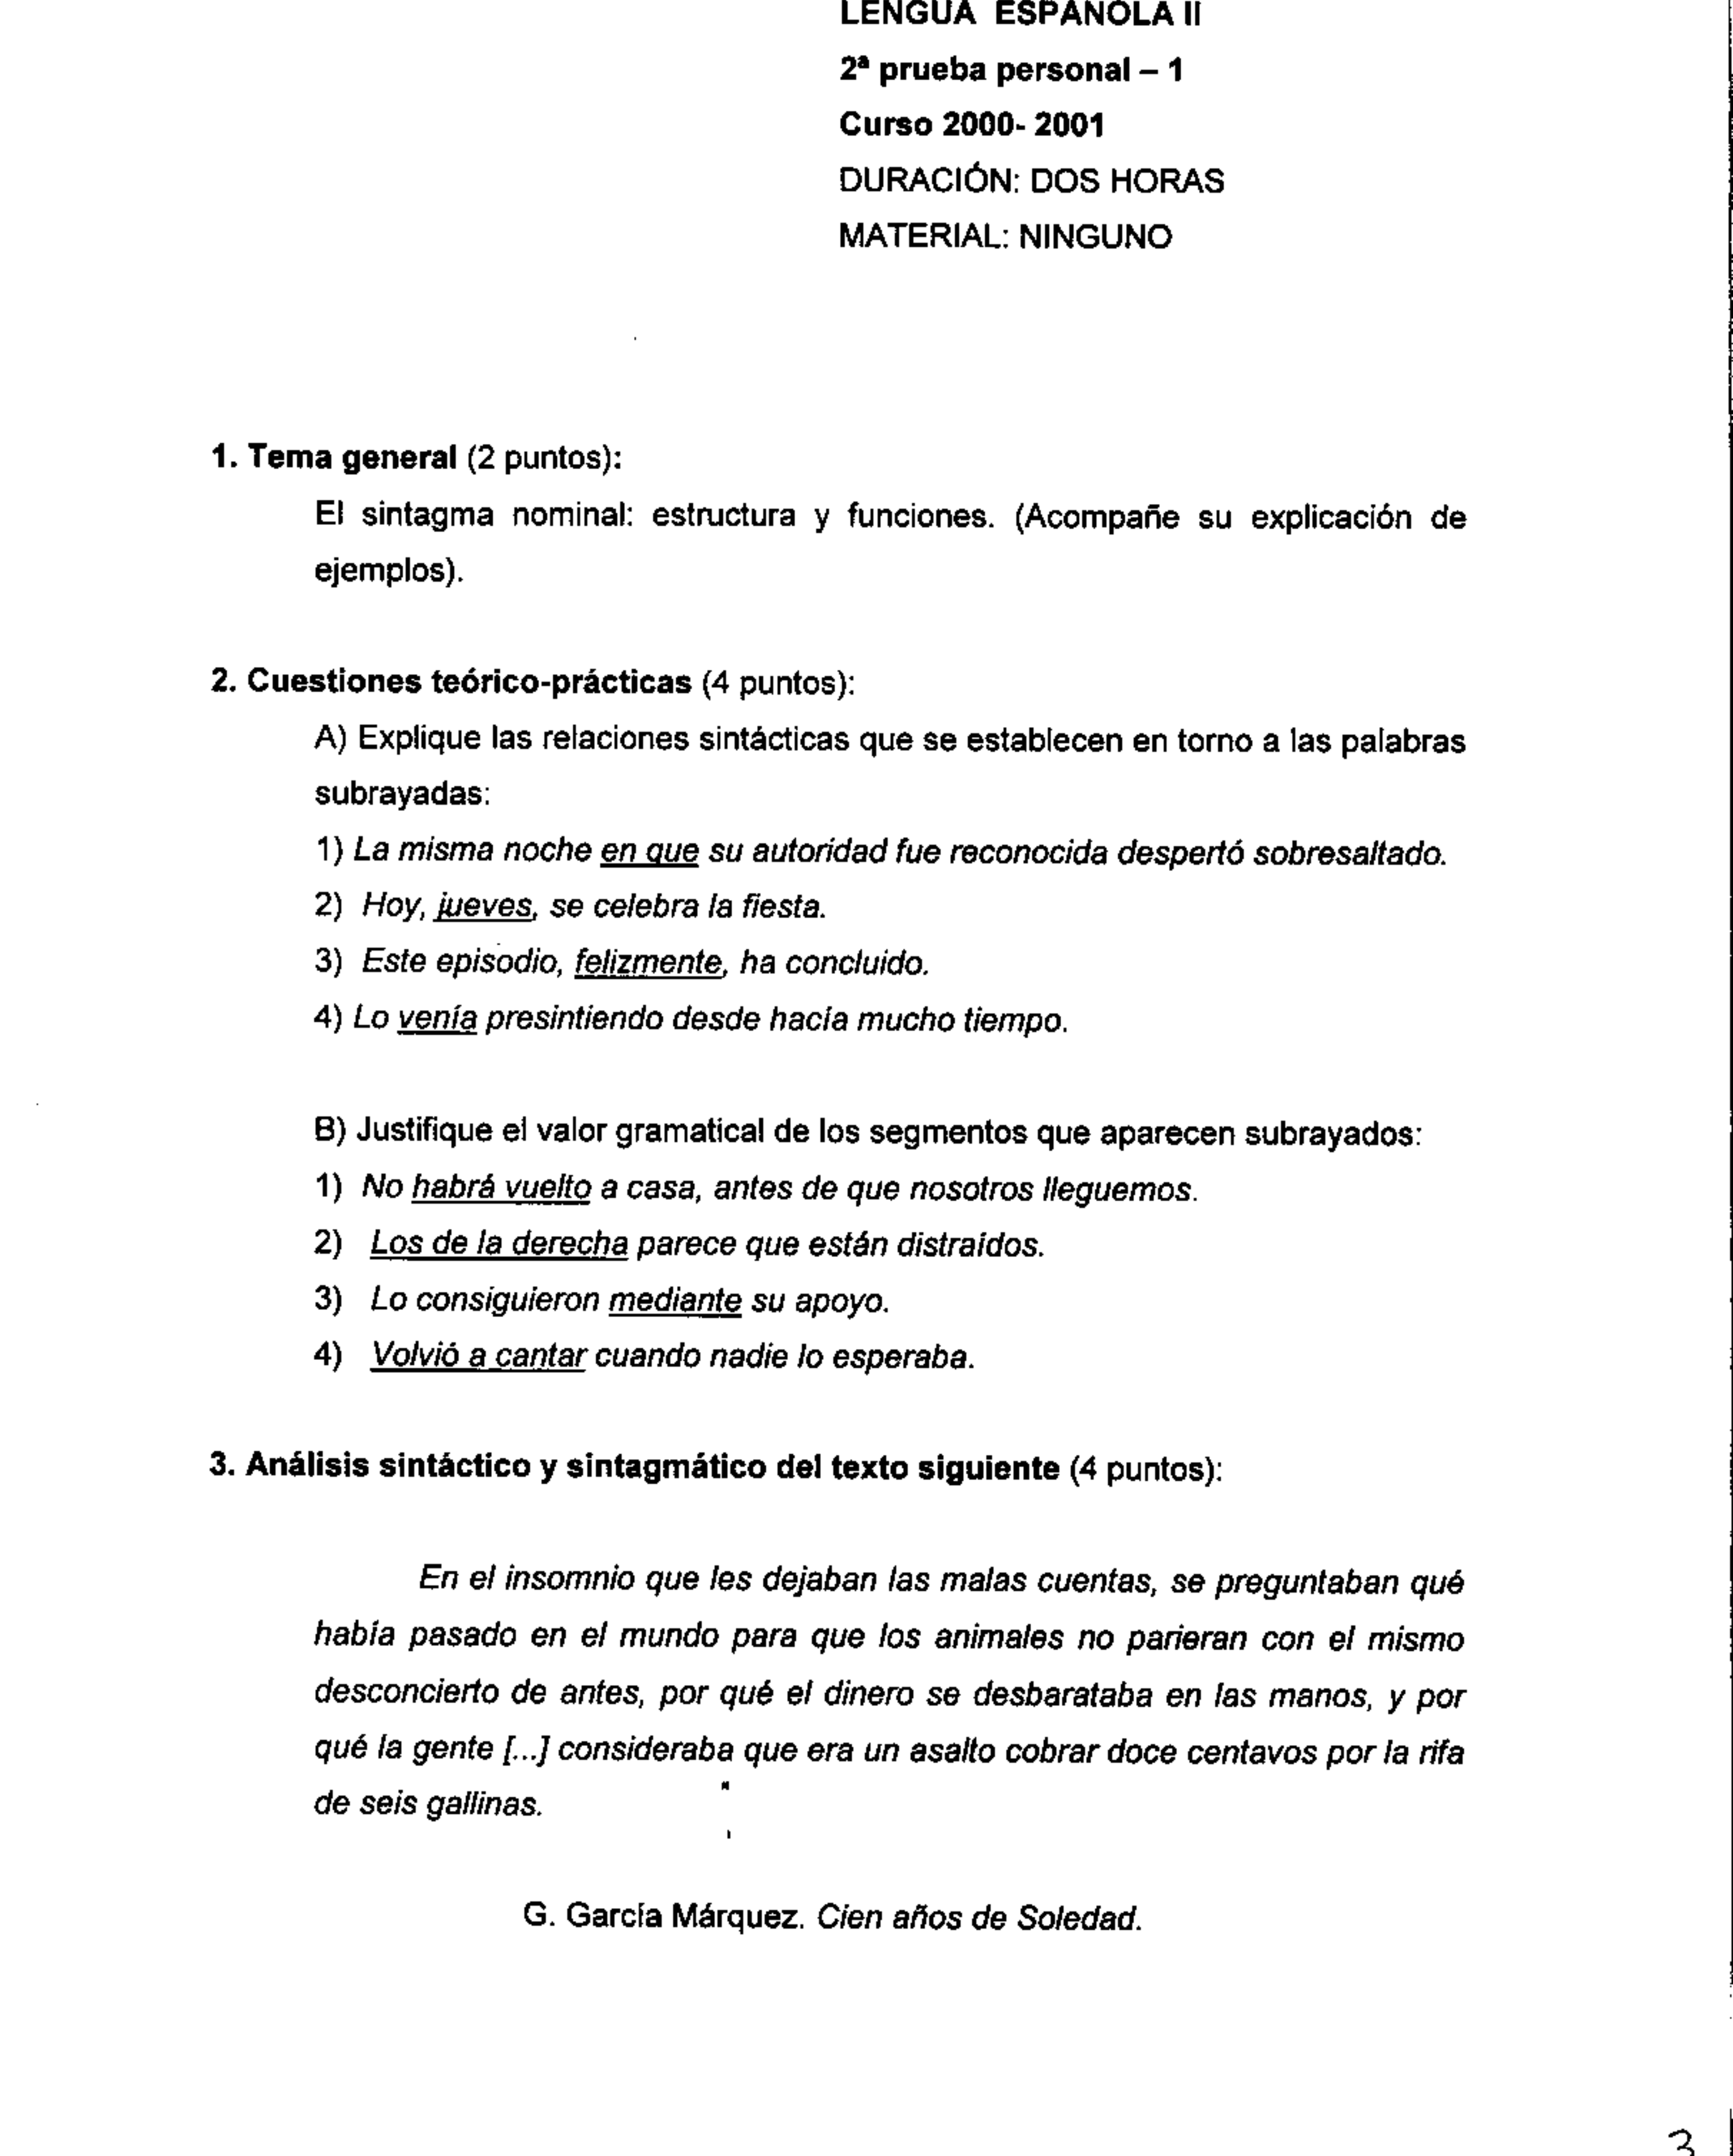 LENGUA ESPAÑOLA II
2ª prueba personal – 1
Curso 2000- 2001
DURACIÓN: DOS HORAS
MATERIAL: NINGUNO
1. Tema general (2 puntos):
El sintagma nominal: estructura y funciones. (Acompañe su explicación de
ejemplos).
2. Cuestiones teórico-prácticas (4 puntos):
A) Explique las relaciones sintácticas que se establecen en torno a las palabras
subrayadas:
1) La misma noche en que su autoridad fue reconocida despertó sobresaltado.
2) Hoy, jueves, se celebra la fiesta.
3) Este episodio, felizmente, ha concluido.
4) Lo venía presintiendo desde hacía mucho tiempo.
B) Justifique el valor gramatical de los segmentos que aparecen subrayados:
1) No habrá vuelto a casa, antes de que nosotros lleguemos.
2) Los de la derecha parece que están distraídos.
3) Lo consiguieron mediante su apoyo.
4) Volvió a cantar cuando nadie lo esperaba.
3. Análisis sintáctico y sintagmático del texto siguiente (4 puntos):
En el insomnio que les dejaban las malas cuentas, se preguntaban qué
había pasado en el mundo para que los animales no parieran con el mismo
desconcierto de antes, por qué el dinero se desbarataba en las manos, y por
qué la gente [...] consideraba que era un asalto cobrar doce centavos por la rifa
de seis gallinas.
G. García Márquez. Cien años de Soledad.
3